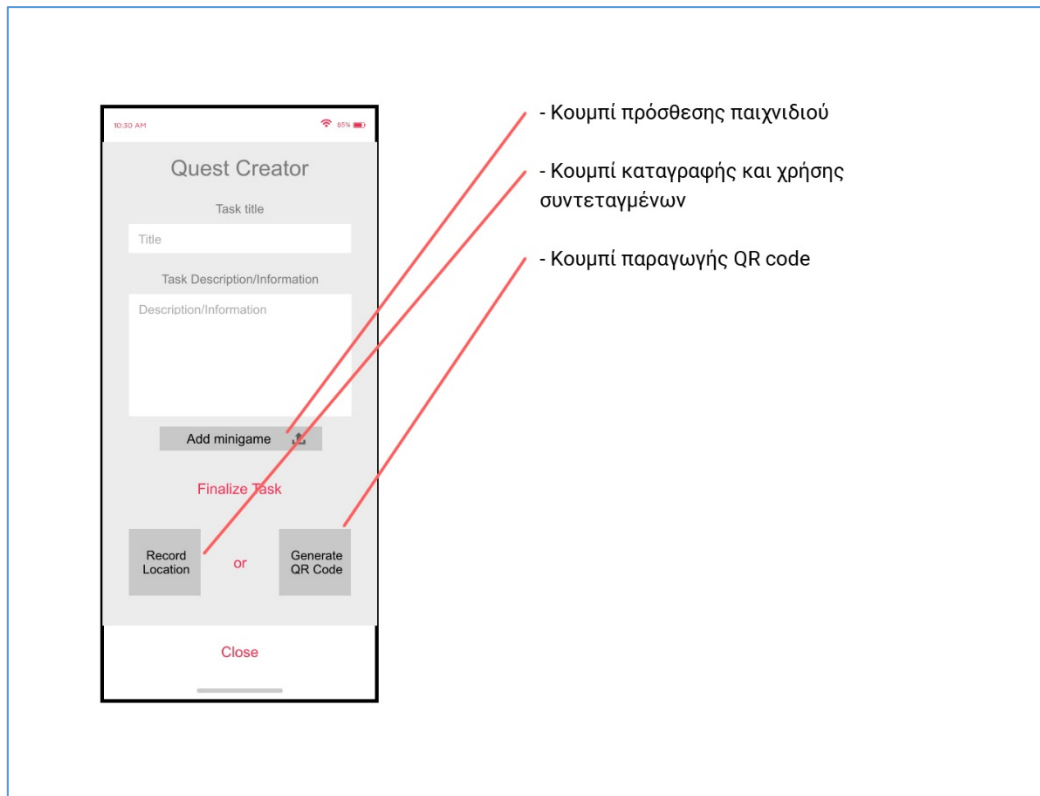 10:30 AM
85%
Quest Creator
Task title
Title
Task Description/Information
Description/Information
Add minigame
Finalize Task
Record
Location
or
Generate
QR Code
Close
- Κουμπί πρόσθεσης παιχνιδιού
- Κουμπί καταγραφής και χρήσης
συντεταγμένων
- Κουμπί παραγωγής QR code